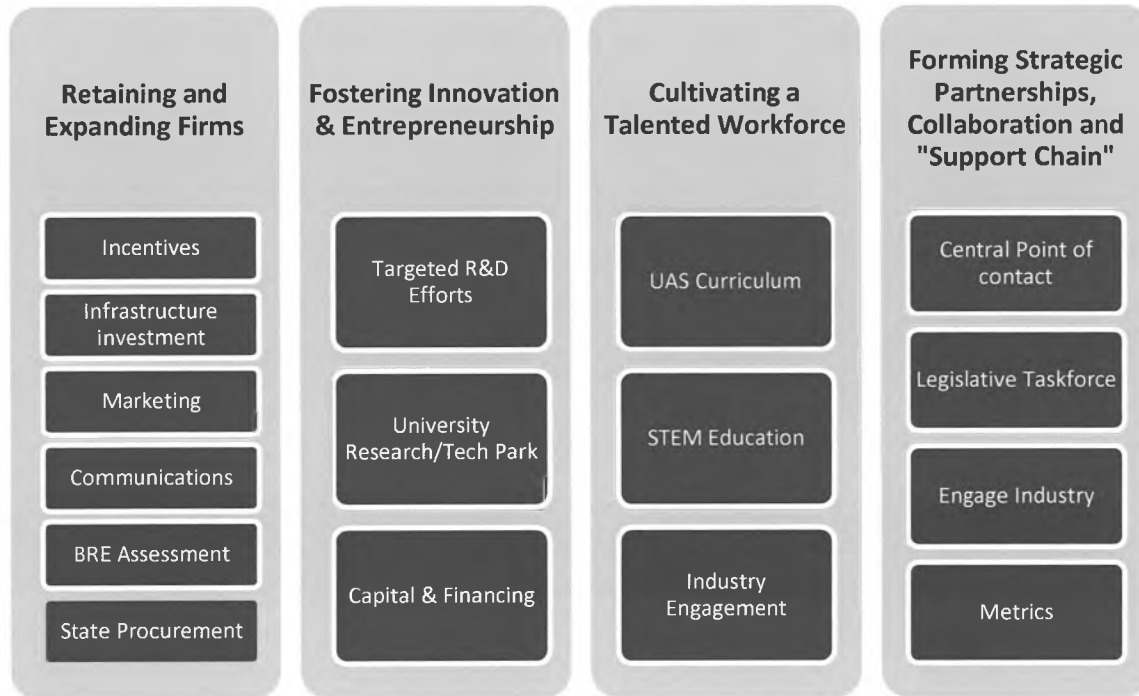 Retaining and
Expanding Firms
Incentives
Infrastructure
investment
Marketing
Communications
BRE Assessment
State Procurement
Fostering Innovation
& Entrepreneurship
Targeted R&D
Efforts
University
Research/Tech Park
Capital & Financing
Cultivating a
Talented Workforce
UAS Curriculum
STEM Education
Industry
Engagement
Forming Strategic
Partnerships,
Collaboration and
"Support Chain"
Central Point of
contact
Legislative Taskforce
Engage Industry
Metrics